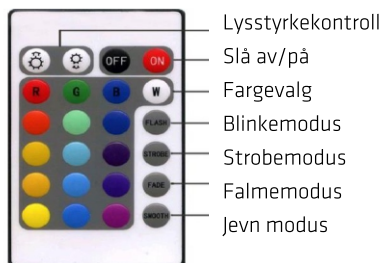 Lysstyrkekontroll
OFF ON
Slå av/på
R G B W
Fargevalg
FLASH
Blinkemodus
STROBE
Strobemodus
FADE
Falmemodus
SMOOTH
Jevn modus